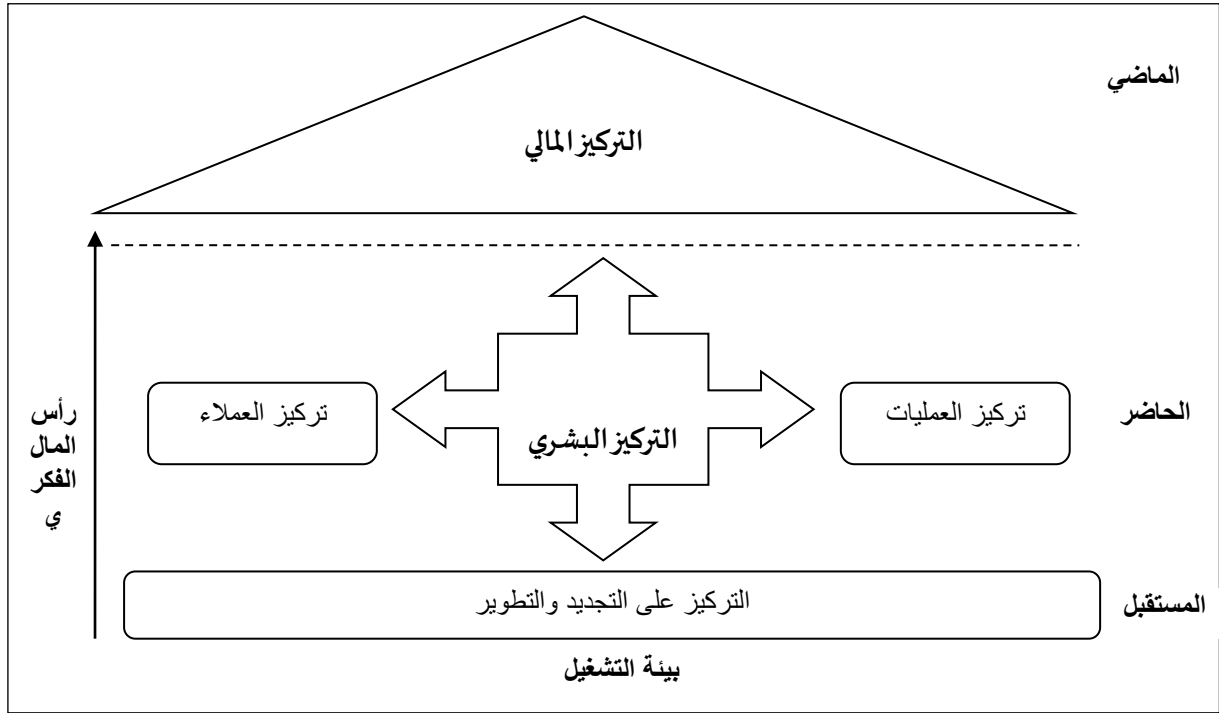 الماضي
التركيز المالي
تركيز العمليات
تركيز العملاء
الحاضر
رأس
المال
الفكر
ي
التركيز البشري
التركيز على التجديد والتطوير
المستقبل
بيئة التشغيل